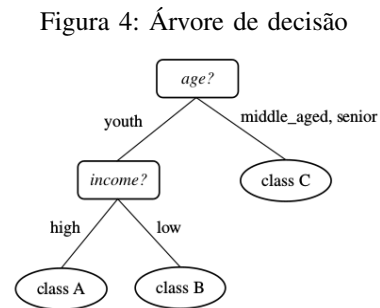 Figura 4: Árvore de decisão
age?
youth
middle_aged, senior
income?
class C
high
low
class A
class B